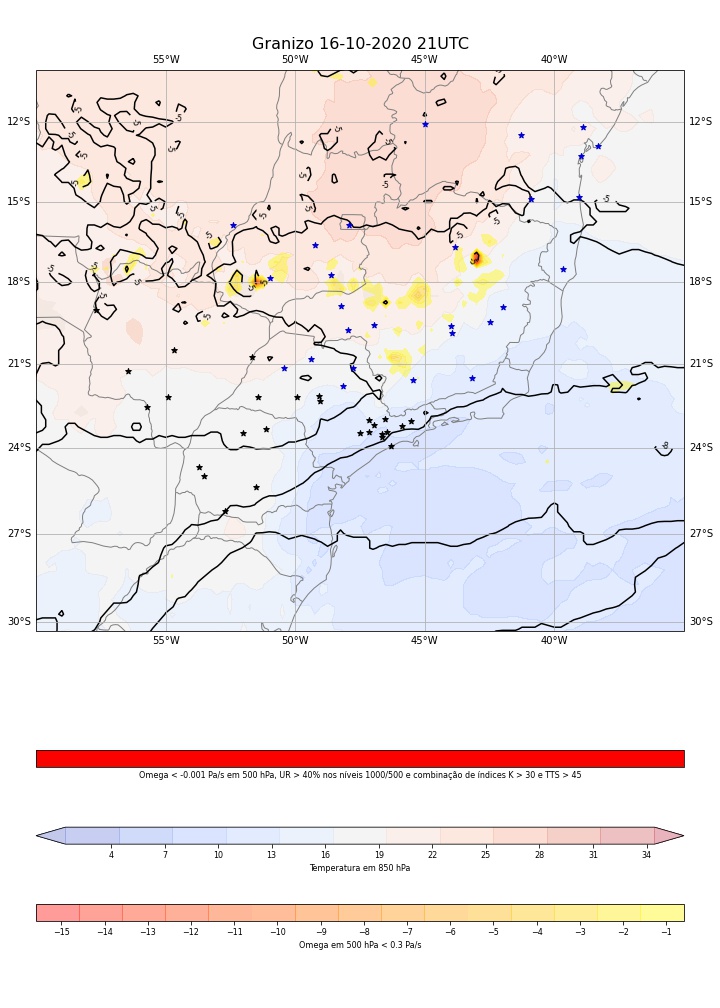 Granizo 16-10-2020 21UTC
55°W 50°W 45°W 40°W
12°S 12°S
15°S 15°S
18°S 18°S
21°S 21°S
24°S 24°S
27°S 27°S
30°S 30°S
55°W 50°W 45°W 40°W
Omega < -0.001 Pa/s em 500 hPa, UR > 40% nos níveis 1000/500 e combinação de índices K > 30 e TTS > 45
4 7 10 13 16 19 22 25 28 31 34
Temperatura em 850 hPa
−15 −14 −13 −12 −11 −10 −9 −8 −7 −6 −5 −4 −3 −2 −1
Omega em 500 hPa < 0.3 Pa/s